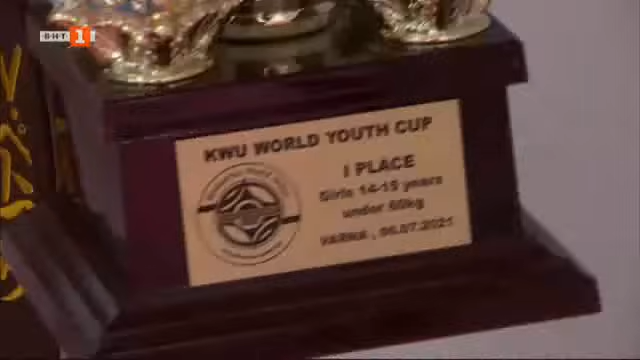 БНТ 1
KWU WORLD YOUTH CUP
I PLACE
Girls 14-15 years
under 60kg
VARNA , 06.07.2021